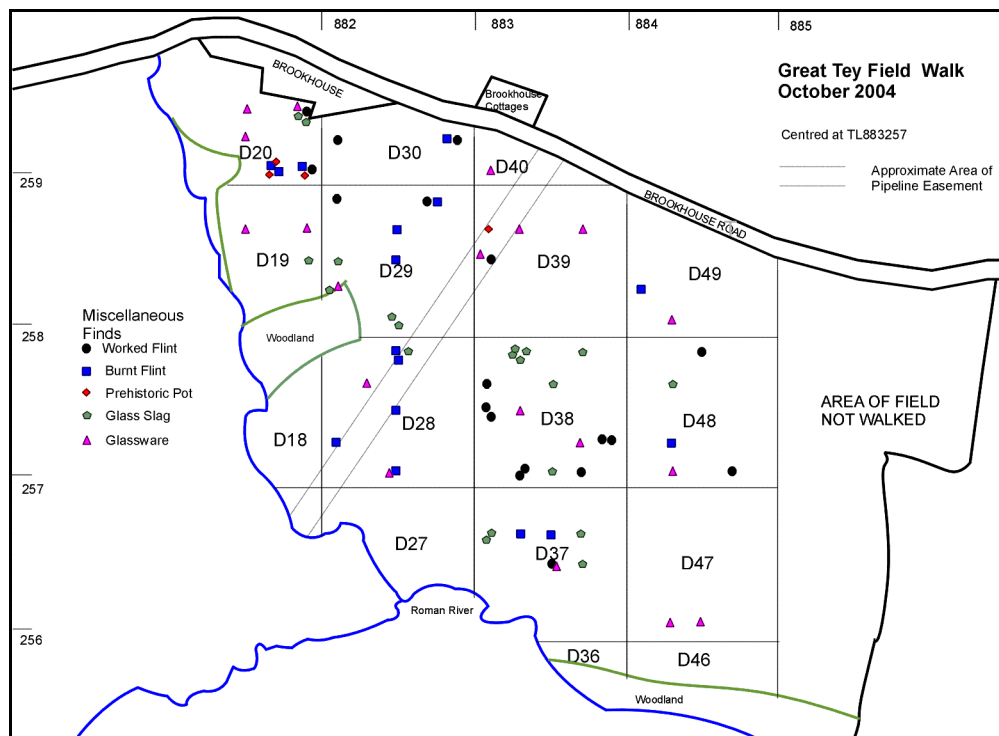 882
883
884
885
Great Tey Field Walk
October 2004
Centred at TL883257
Approximate Area of
Pipeline Easement
BROOKHOUSE
Brookhouse
Cottages
BROOKHOUSE ROAD
259
258
257
256
D20
D30
D40
D19
D29
D39
D49
Woodland
Miscellaneous
Finds
Worked Flint
Burnt Flint
Prehistoric Pot
Glass Slag
Glassware
D18
D28
D38
D48
AREA OF FIELD
NOT WALKED
D27
D37
D47
Roman River
D36
D46
Woodland